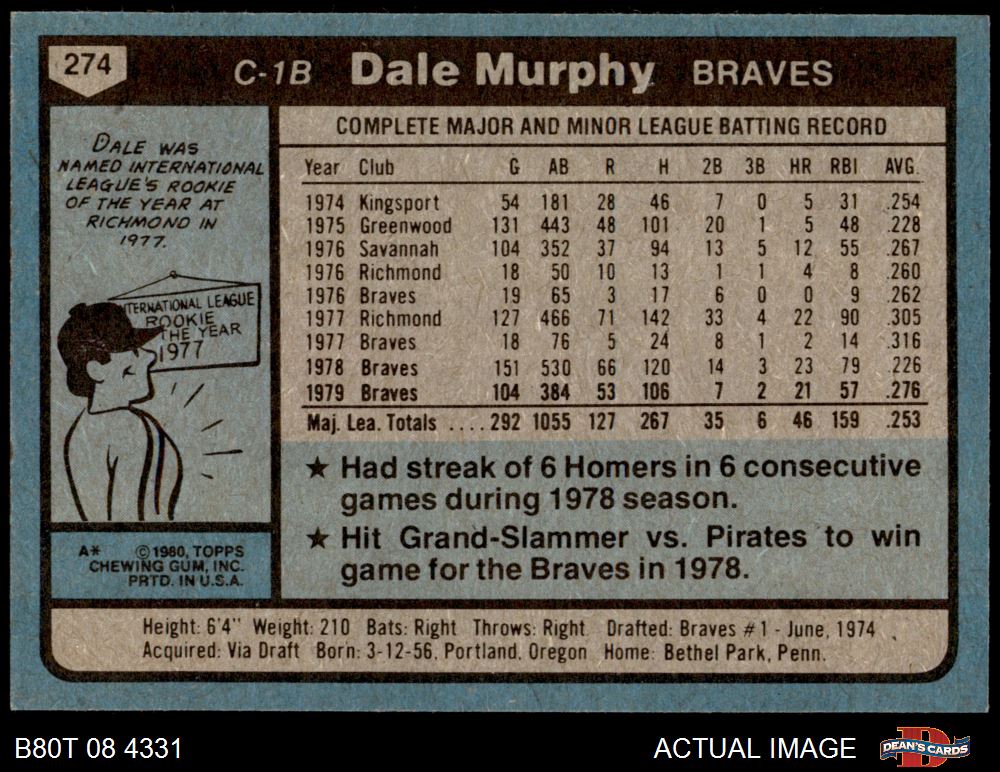 274
C-1B Dale Murphy BRAVES
DALE WAS
NAMED INTERNATIONAL
LEAGUE'S ROOKIE
OF THE YEAR AT
RICHMOND IN
1977.
TERNATIONAL LEAGUE
ROOKIE
THE YEAR
1977
A* © 1980, TOPPS
CHEWING GUM, INC.
PRTD. IN U.S.A.
COMPLETE MAJOR AND MINOR LEAGUE BATTING RECORD
Year Club G AB R H 2B 3B HR RBI AVG.
1974 Kingsport 54 181 28 46 7 0 5 31 .254
1975 Greenwood 131 443 48 101 20 1 5 48 .228
1976 Savannah 104 352 37 94 13 5 12 55 .267
1976 Richmond 18 50 10 13 1 1 4 8 .260
1976 Braves 19 65 3 17 6 0 0 9 .262
1977 Richmond 127 466 71 142 33 4 22 90 .305
1977 Braves 18 76 5 24 8 1 2 14 .316
1978 Braves 151 530 66 120 14 3 23 79 .226
1979 Braves 104 384 53 106 7 2 21 57 .276
Maj. Lea. Totals .... 292 1055 127 267 35 6 46 159 .253
★ Had streak of 6 Homers in 6 consecutive
games during 1978 season.
★ Hit Grand-Slammer vs. Pirates to win
game for the Braves in 1978.
Height: 6'4" Weight: 210 Bats: Right Throws: Right Drafted: Braves #1 - June, 1974
Acquired: Via Draft Born: 3-12-56, Portland, Oregon Home: Bethel Park, Penn.
B80T 08 4331
ACTUAL IMAGE
DEAN'S CARDS